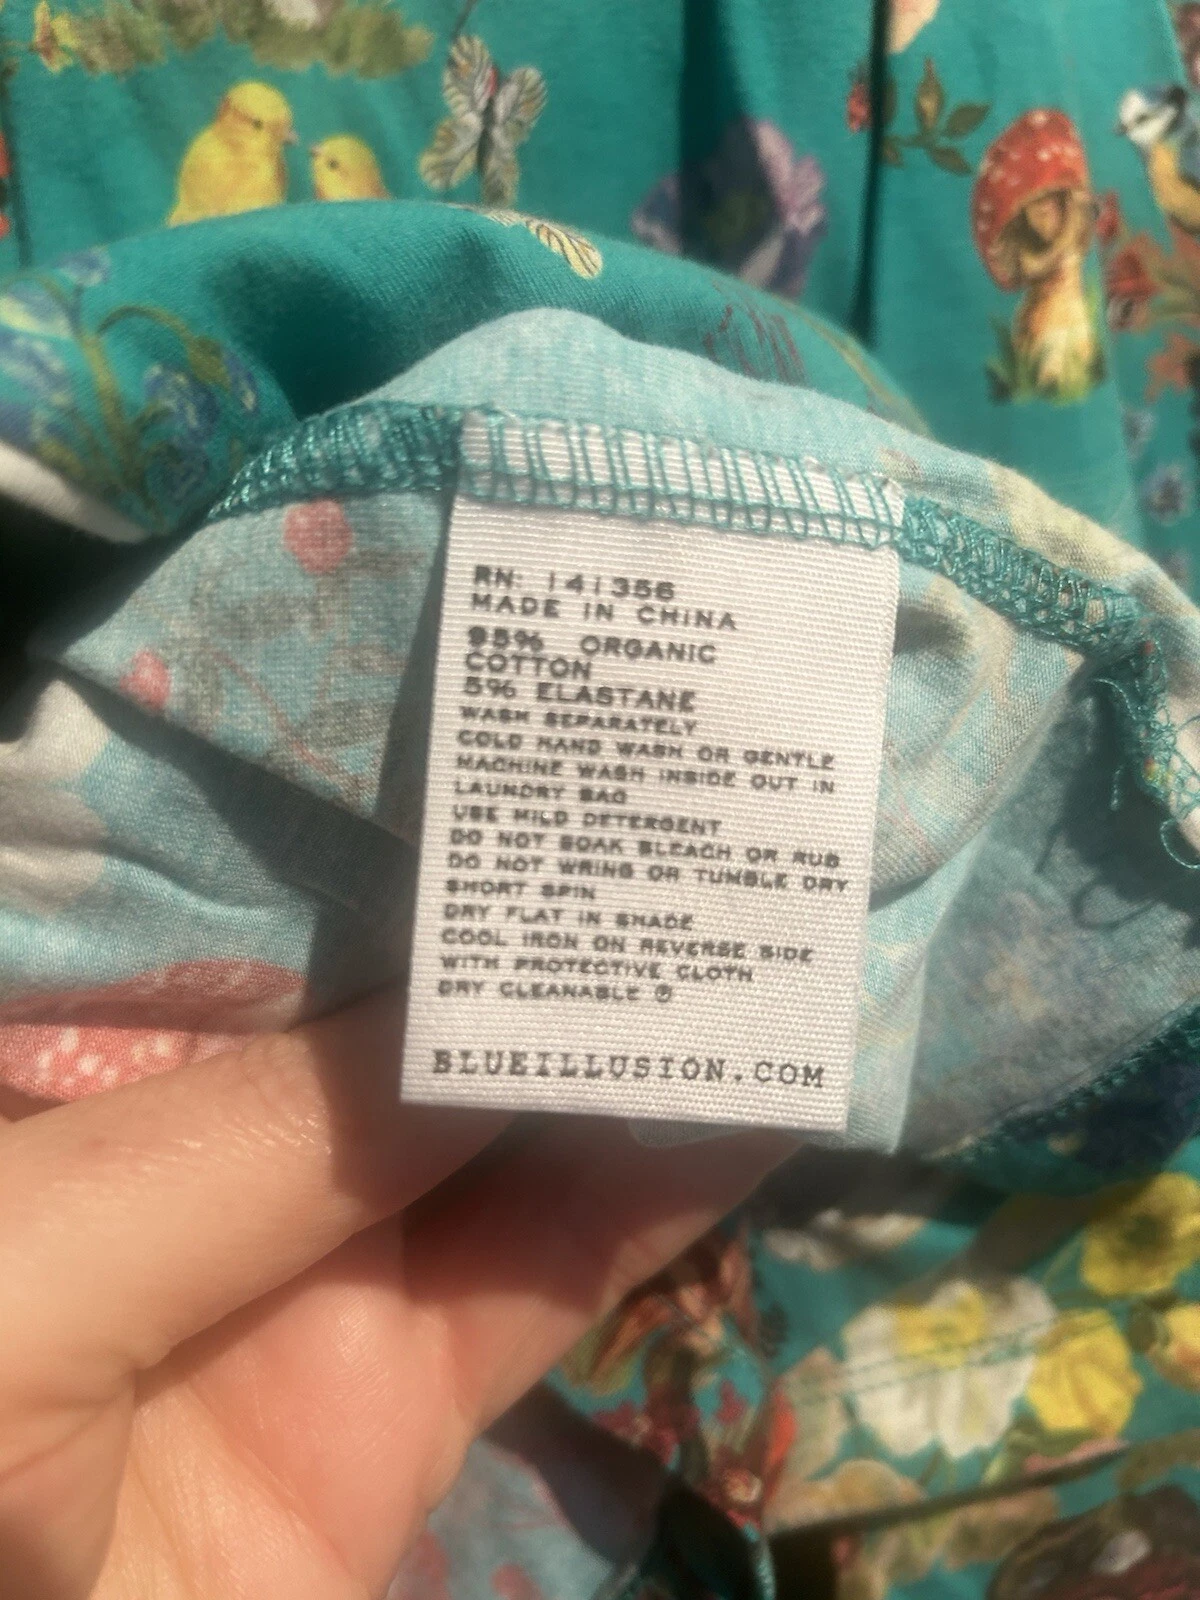 RN: 141356
MADE IN CHINA
95% ORGANIC
COTTON
5% ELASTANE
WASH SEPARATELY
COLD HAND WASH OR GENTLE
MACHINE WASH INSIDE OUT IN
LAUNDRY BAG
USE MILD DETERGENT
DO NOT SOAK BLEACH OR RUB
DO NOT WRING OR TUMBLE DRY
SHORT SPIN
DRY FLAT IN SHADE
COOL IRON ON REVERSE SIDE
WITH PROTECTIVE CLOTH
DRY CLEANABLE Ⓟ
BLUEILLUSION.COM